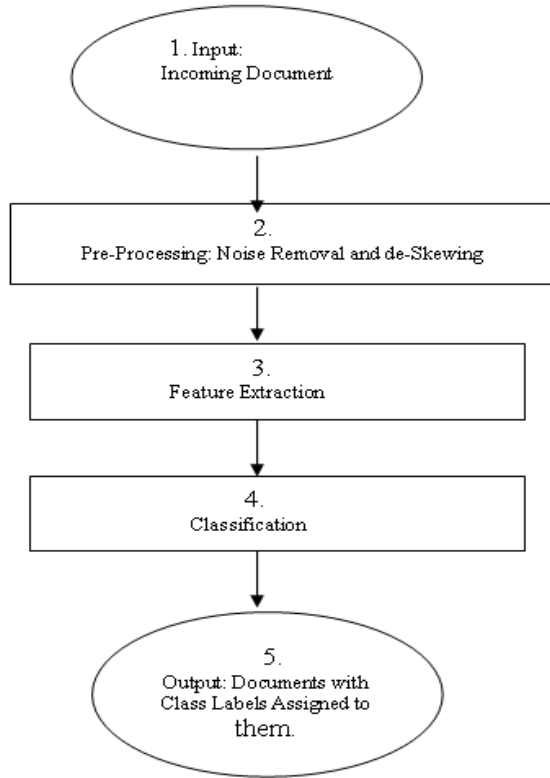 1. Input:
Incoming Document
2.
Pre-Processing: Noise Removal and de-Skewing
3.
Feature Extraction
4.
Classification
5.
Output: Documents with
Class Labels Assigned to
them.